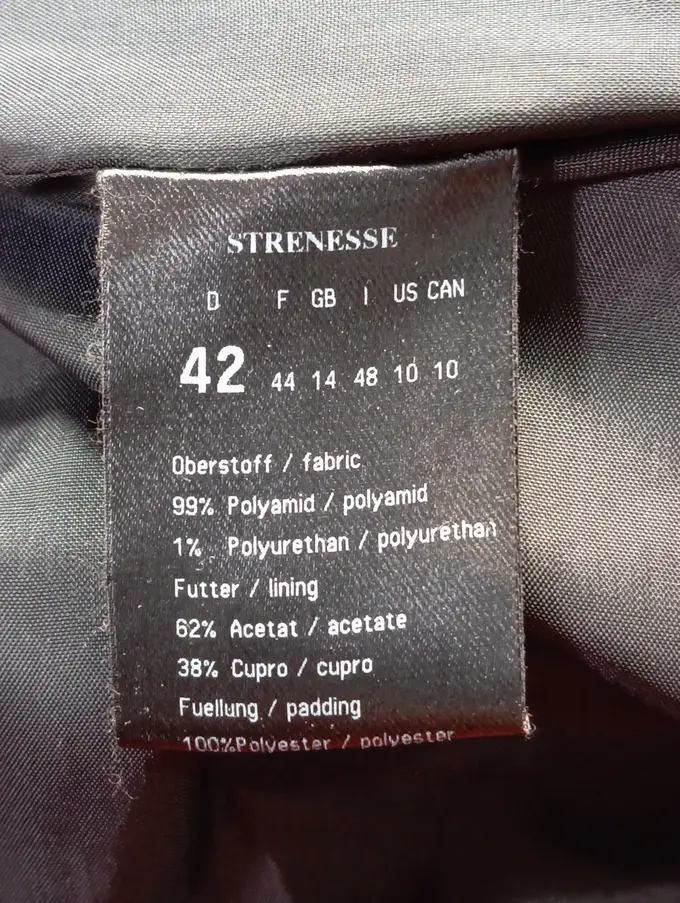 STRENESSE
D F GB I US CAN
42 44 14 48 10 10
Oberstoff / fabric
99% Polyamid / polyamid
1% Polyurethan / polyurethan
Futter / lining
62% Acetat / acetate
38% Cupro / cupro
Fuellung / padding
100%Polyester / polyester